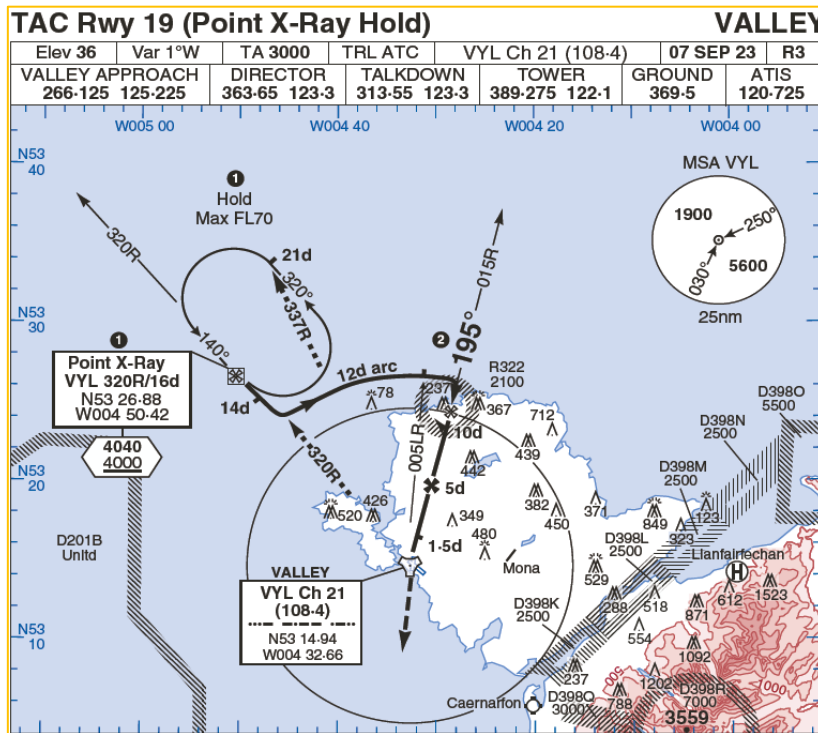 TAC Rwy 19 (Point X-Ray Hold) VALLEY
Elev 36 Var 1°W TA 3000 TRL ATC VYL Ch 21 (108·4) 07 SEP 23 R3
VALLEY APPROACH DIRECTOR TALKDOWN TOWER GROUND ATIS
266·125 125·225 363·65 123·3 313·55 123·3 389·275 122·1 369·5 120·725
W005 00 W004 40 W004 20 W004 00
N53
40
1
Hold
Max FL70
MSA VYL
1900
250°
030°
5600
25nm
320R
21d
320°
337R
015R
N53
30
140°
1
Point X-Ray
VYL 320R/16d
N53 26·88
W004 50·42
2
195°
12d arc
14d
R322
2100
78
237
367
10d
712
D398O
5500
D398N
2500
4040
4000
005LR
439
442
D398M
2500
N53
20
320R
5d
426
520
349
382
450
371
849
323
123
D201B
Unltd
1·5d
480
D398L
2500
Llanfairfechan
H
Mona
529
VALLEY
VYL Ch 21
(108·4)
N53 14·94
W004 32·66
288
518
612
1523
871
D398K
2500
554
N53
10
1092
237
500
1202
1000
Caernarfon
D398Q
3000X
788
D398R
7000
3559